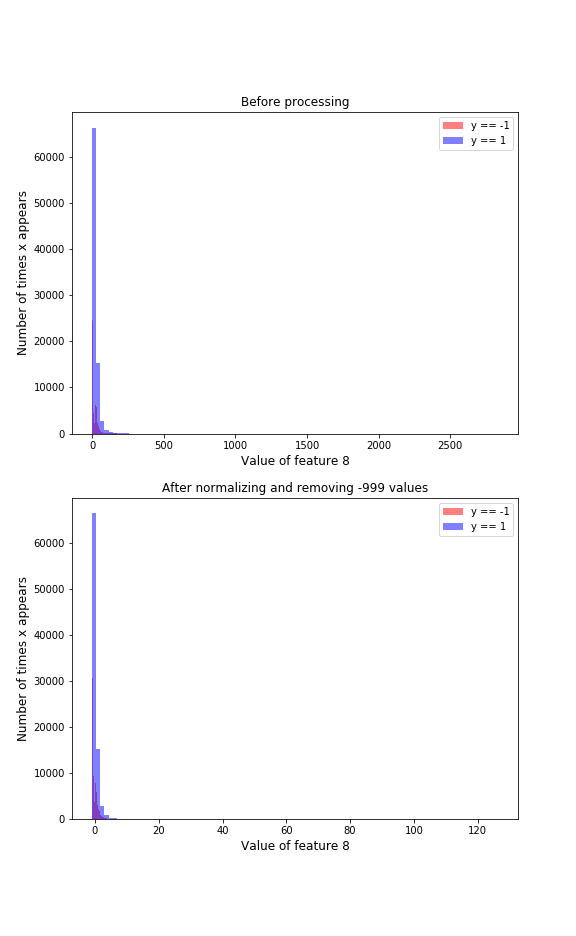 Before processing
y == -1
y == 1
60000
50000
40000
30000
20000
10000
0
Number of times x appears
0 500 1000 1500 2000 2500
Value of feature 8
After normalizing and removing -999 values
y == -1
y == 1
60000
50000
40000
30000
20000
10000
0
Number of times x appears
0 20 40 60 80 100 120
Value of feature 8